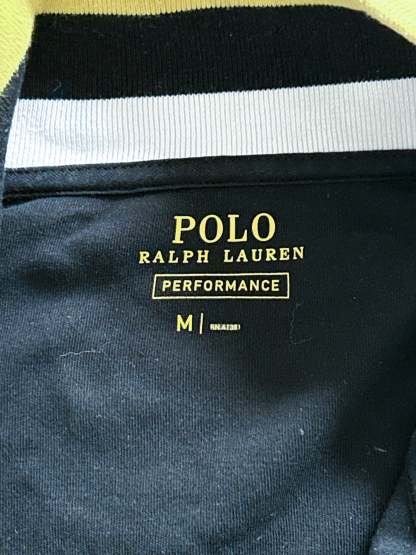 POLO
RALPH LAUREN
PERFORMANCE
M |